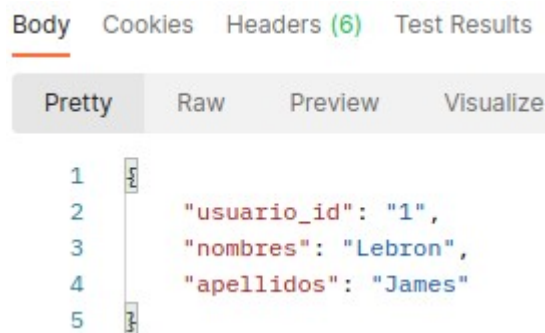 Body Cookies Headers (6) Test Results
Pretty Raw Preview Visualize
1 {
2 "usuario_id": "1",
3 "nombres": "Lebron",
4 "apellidos": "James"
5 }